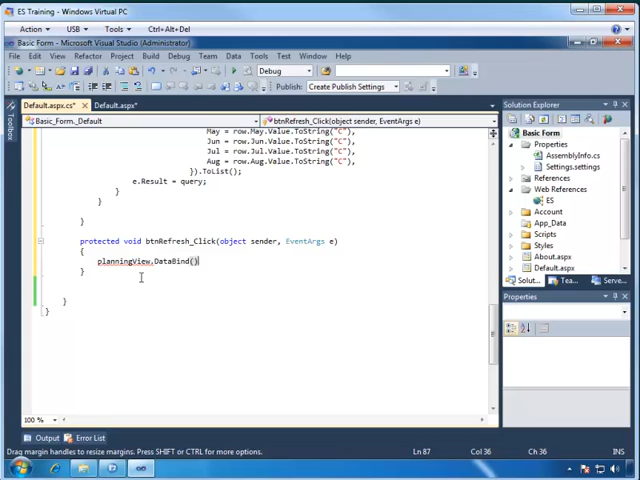 ES Training - Windows Virtual PC
Action
USB
Tools
Ctrl+Alt+Del
Basic Form - Microsoft Visual Studio (Administrator)
File Edit View Refactor Project Build Debug Team Data Tools Test Window Help
Debug
Publish: Create Publish Settings
Default.aspx.cs*
Default.aspx*
Basic_Form._Default
btnRefresh_Click(object sender, EventArgs e)
Toolbox
May = row.May.Value.ToString("C"),
Jun = row.Jun.Value.ToString("C"),
Jul = row.Jul.Value.ToString("C"),
Aug = row.Aug.Value.ToString("C"),
}).ToList();
e.Result = query;
}
}
}
protected void btnRefresh_Click(object sender, EventArgs e)
{
planningView.DataBind()
}
}
}
100 %
Solution Explorer
Basic Form
Properties
AssemblyInfo.cs
Settings.settings
References
Web References
ES
Account
App_Data
Scripts
Styles
About.aspx
Default.aspx
Solut...
Tea...
Properties
Output
Error List
Drag margin handles to resize margins. Press SHIFT or CTRL for more options.
Ln 87
Col 36
Ch 36
INS